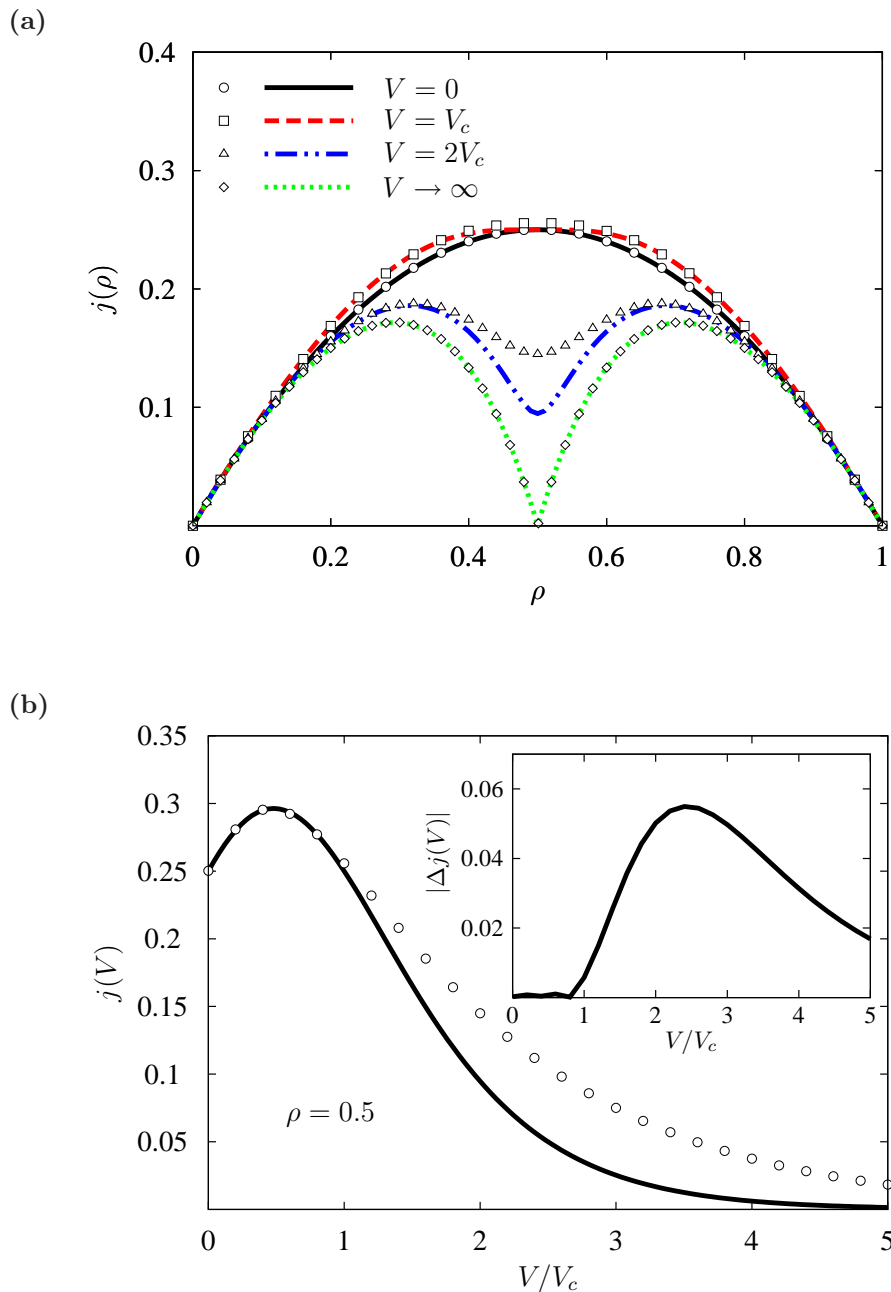 (a)
0.4
0.3
0.2
0.1
j(ρ)
V = 0
V = V_c
V = 2V_c
V → ∞
0 0.2 0.4 0.6 0.8 1
ρ
(b)
0.35
0.3
0.25
0.2
0.15
0.1
0.05
j(V)
ρ = 0.5
0 1 2 3 4 5
V/V_c
0.06
0.04
0.02
|Δj(V)|
0 1 2 3 4 5
V/V_c